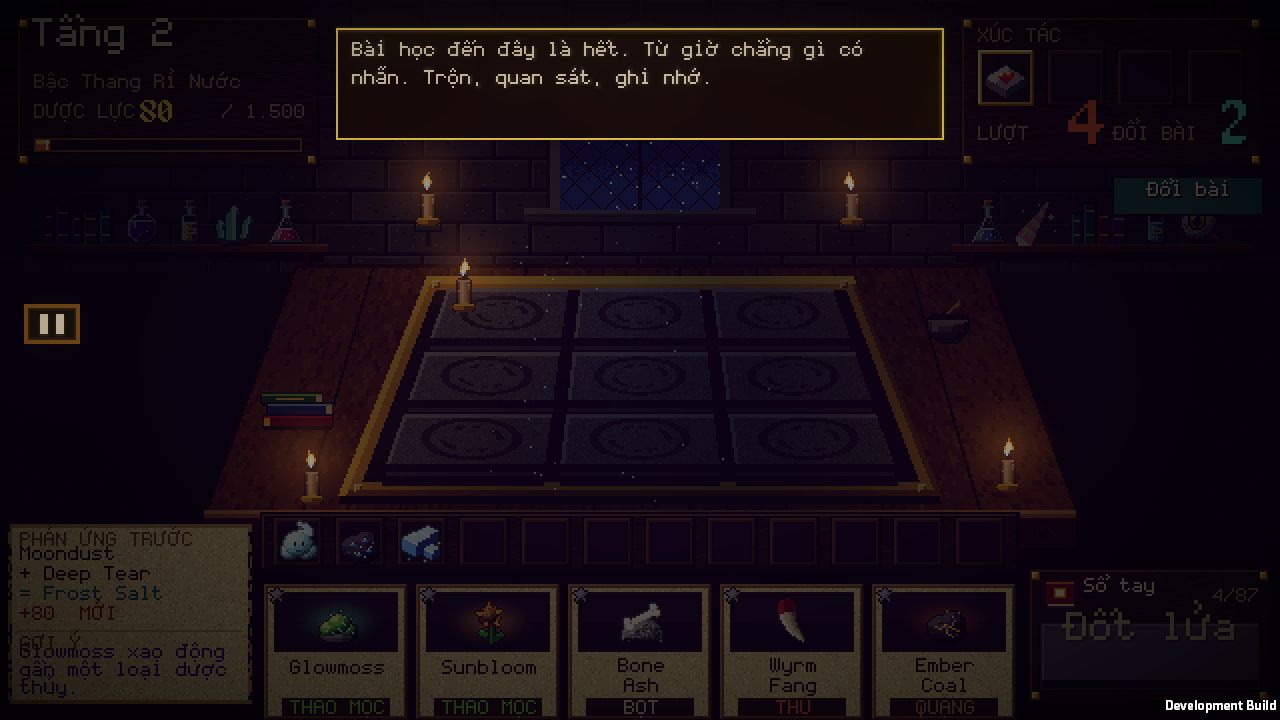 Tầng 2
Bậc Thang Rỉ Nước
DƯỢC LỰC 80 / 1.500
Bài học đến đây là hết. Từ giờ chẳng gì có
nhãn. Trộn, quan sát, ghi nhớ.
XÚC TÁC
LƯỢT 4 ĐỔI BÀI 2
Đổi bài
PHẢN ỨNG TRƯỚC
Moondust
+ Deep Tear
= Frost Salt
+80 MỚI
GỢI Ý
Glowmoss xao động
gần một loại dược
thủy.
Glowmoss
THẢO MỘC
Sunbloom
THẢO MỘC
Bone
Ash
BỘT
Wyrm
Fang
THÚ
Ember
Coal
QUẶNG
Sổ tay
4/87
Đốt lửa
Development Build